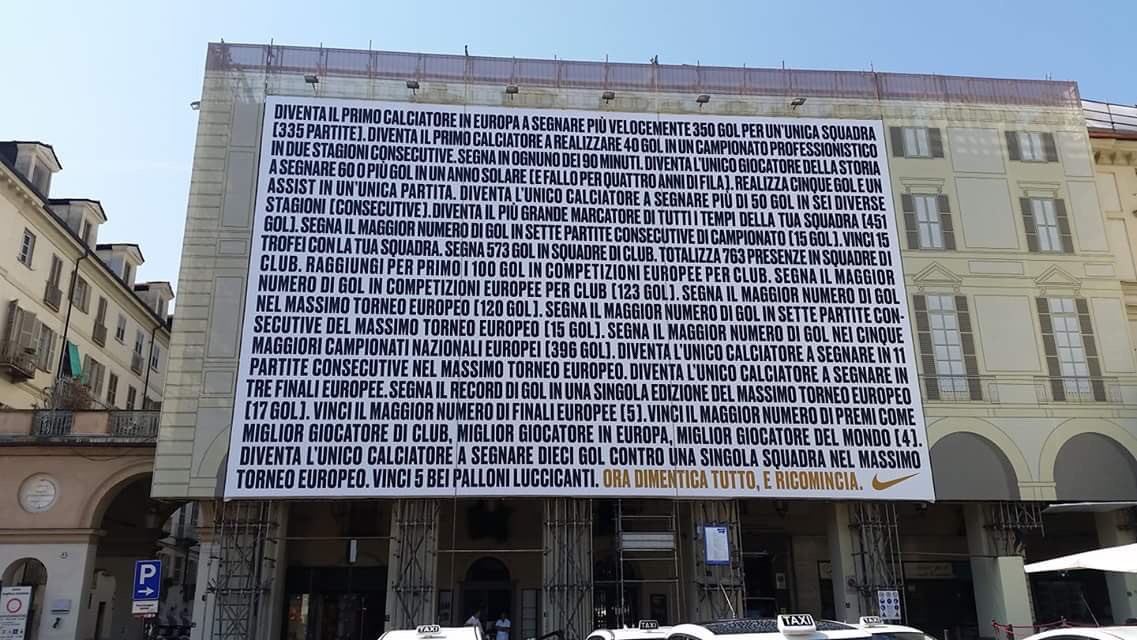 DIVENTA IL PRIMO CALCIATORE IN EUROPA A SEGNARE PIÙ VELOCEMENTE 350 GOL PER UN'UNICA SQUADRA
[335 PARTITE]. DIVENTA IL PRIMO CALCIATORE A REALIZZARE 40 GOL IN UN CAMPIONATO PROFESSIONISTICO
IN DUE STAGIONI CONSECUTIVE. SEGNA IN OGNUNO DEI 90 MINUTI. DIVENTA L'UNICO GIOCATORE DELLA STORIA
A SEGNARE 60 O PIÙ GOL IN UN ANNO SOLARE [E FALLO PER QUATTRO ANNI DI FILA]. REALIZZA CINQUE GOL E UN
ASSIST IN UN'UNICA PARTITA. DIVENTA L'UNICO CALCIATORE A SEGNARE PIÙ DI 50 GOL IN SEI DIVERSE
STAGIONI [CONSECUTIVE]. DIVENTA IL PIÙ GRANDE MARCATORE DI TUTTI I TEMPI DELLA TUA SQUADRA [451
GOL]. SEGNA IL MAGGIOR NUMERO DI GOL IN SETTE PARTITE CONSECUTIVE DI CAMPIONATO [15 GOL]. VINCI 15
TROFEI CON LA TUA SQUADRA. SEGNA 573 GOL IN SQUADRE DI CLUB. TOTALIZZA 763 PRESENZE IN SQUADRE DI
CLUB. RAGGIUNGI PER PRIMO I 100 GOL IN COMPETIZIONI EUROPEE PER CLUB. SEGNA IL MAGGIOR
NUMERO DI GOL IN COMPETIZIONI EUROPEE PER CLUB [123 GOL]. SEGNA IL MAGGIOR NUMERO DI GOL
NEL MASSIMO TORNEO EUROPEO [120 GOL]. SEGNA IL MAGGIOR NUMERO DI GOL IN SETTE PARTITE CON-
SECUTIVE DEL MASSIMO TORNEO EUROPEO [15 GOL]. SEGNA IL MAGGIOR NUMERO DI GOL NEI CINQUE
MAGGIORI CAMPIONATI NAZIONALI EUROPEI [396 GOL]. DIVENTA L'UNICO CALCIATORE A SEGNARE IN 11
PARTITE CONSECUTIVE NEL MASSIMO TORNEO EUROPEO. DIVENTA L'UNICO CALCIATORE A SEGNARE IN
TRE FINALI EUROPEE. SEGNA IL RECORD DI GOL IN UNA SINGOLA EDIZIONE DEL MASSIMO TORNEO EUROPEO
[17 GOL]. VINCI IL MAGGIOR NUMERO DI FINALI EUROPEE [5]. VINCI IL MAGGIOR NUMERO DI PREMI COME
MIGLIOR GIOCATORE DI CLUB, MIGLIOR GIOCATORE IN EUROPA, MIGLIOR GIOCATORE DEL MONDO [4].
DIVENTA L'UNICO CALCIATORE A SEGNARE DIECI GOL CONTRO UNA SINGOLA SQUADRA NEL MASSIMO
TORNEO EUROPEO. VINCI 5 BEI PALLONI LUCCICANTI. ORA DIMENTICA TUTTO, E RICOMINCIA.
P
TAXI
TAXI
TAXI
TAXI